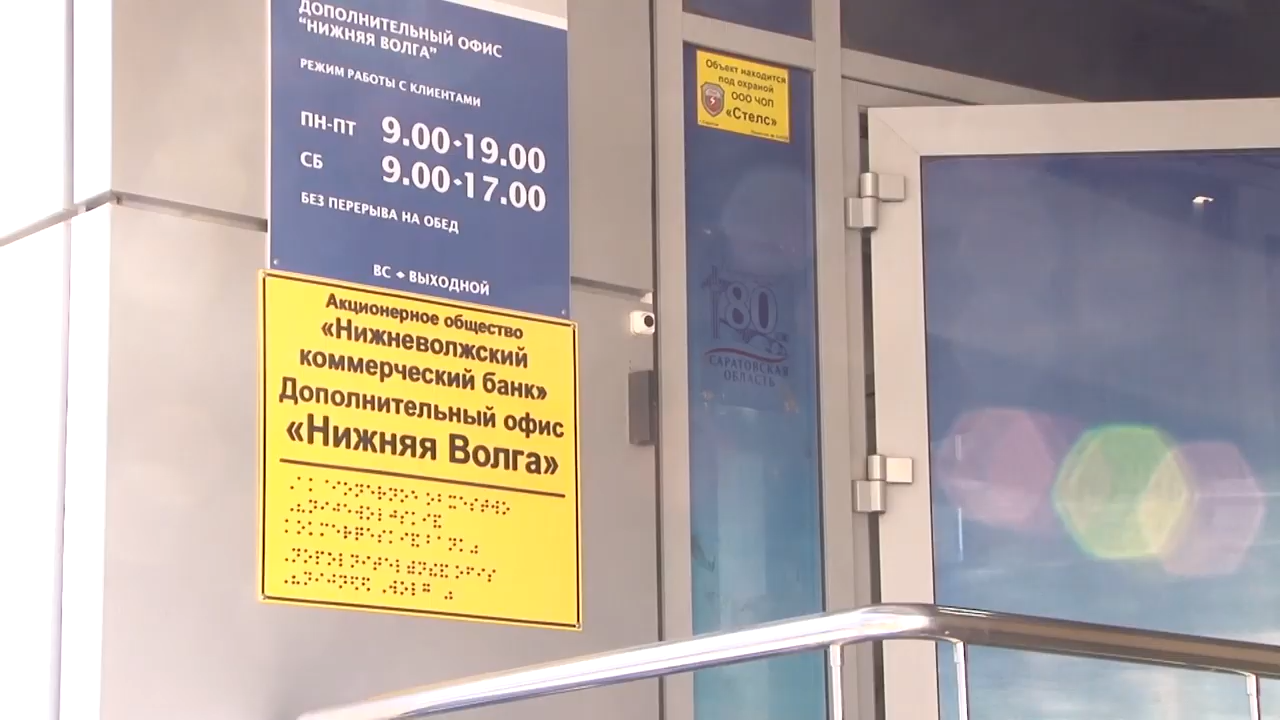 ДОПОЛНИТЕЛЬНЫЙ ОФИС
"НИЖНЯЯ ВОЛГА"
РЕЖИМ РАБОТЫ С КЛИЕНТАМИ
ПН-ПТ 9.00•19.00
СБ 9.00•17.00
БЕЗ ПЕРЕРЫВА НА ОБЕД
ВС • ВЫХОДНОЙ
Акционерное общество
«Нижневолжский
коммерческий банк»
Дополнительный офис
«Нижняя Волга»
Объект находится
под охраной
ООО ЧОП
«Стелс»
80
САРАТОВСКАЯ
ОБЛАСТЬ